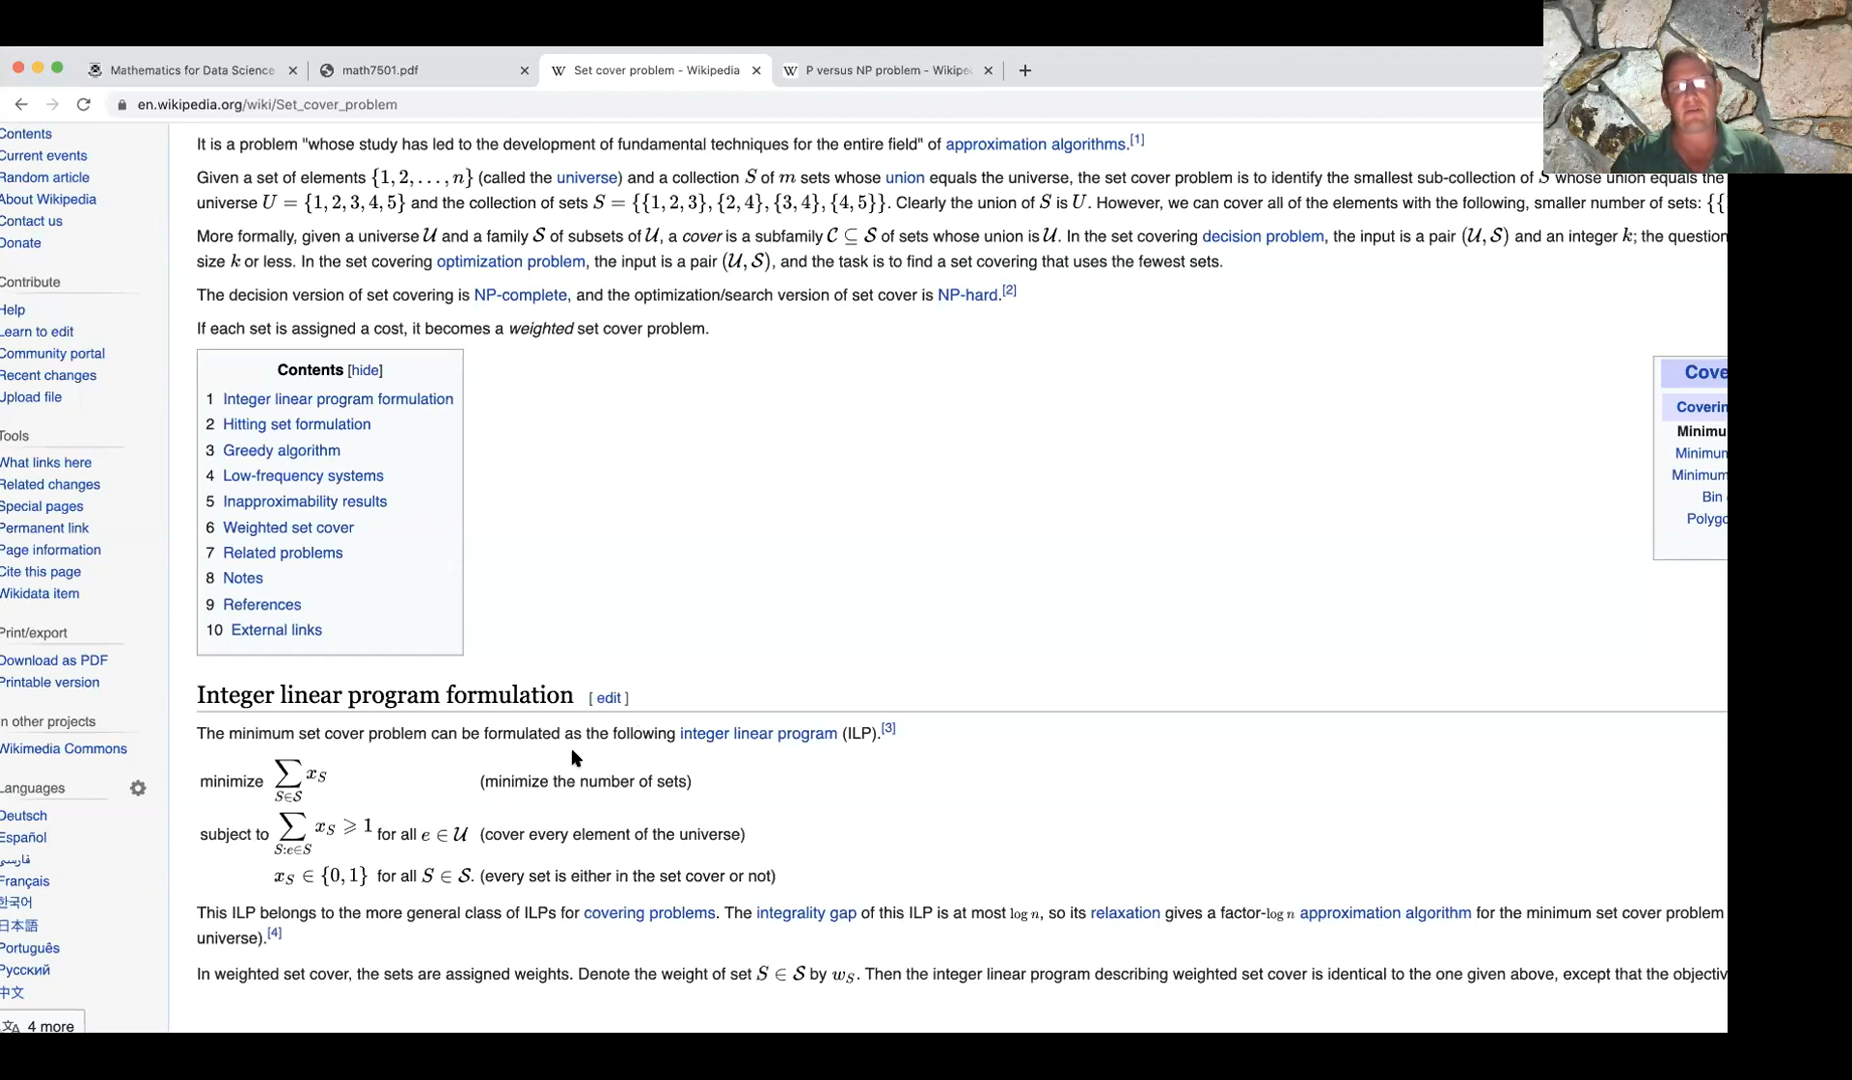 Mathematics for Data Science
math7501.pdf
Set cover problem - Wikipedia
P versus NP problem - Wikipe
en.wikipedia.org/wiki/Set_cover_problem
Contents
Current events
Random article
About Wikipedia
Contact us
Donate
Contribute
Help
Learn to edit
Community portal
Recent changes
Upload file
Tools
What links here
Related changes
Special pages
Permanent link
Page information
Cite this page
Wikidata item
Print/export
Download as PDF
Printable version
n other projects
Wikimedia Commons
Languages
Deutsch
Español
فارسی
Français
한국어
日本語
Português
Русский
中文
4 more
It is a problem "whose study has led to the development of fundamental techniques for the entire field" of approximation algorithms.[1]
Given a set of elements {1, 2, …, n} (called the universe) and a collection S of m sets whose union equals the universe, the set cover problem is to identify the smallest sub-collection of S whose union equals the
universe U = {1, 2, 3, 4, 5} and the collection of sets S = {{1, 2, 3}, {2, 4}, {3, 4}, {4, 5}}. Clearly the union of S is U. However, we can cover all of the elements with the following, smaller number of sets: {{
More formally, given a universe 𝒰 and a family 𝒮 of subsets of 𝒰, a cover is a subfamily 𝒞 ⊆ 𝒮 of sets whose union is 𝒰. In the set covering decision problem, the input is a pair (𝒰, 𝒮) and an integer k; the question
size k or less. In the set covering optimization problem, the input is a pair (𝒰, 𝒮), and the task is to find a set covering that uses the fewest sets.
The decision version of set covering is NP-complete, and the optimization/search version of set cover is NP-hard.[2]
If each set is assigned a cost, it becomes a weighted set cover problem.
Contents [hide]
1 Integer linear program formulation
2 Hitting set formulation
3 Greedy algorithm
4 Low-frequency systems
5 Inapproximability results
6 Weighted set cover
7 Related problems
8 Notes
9 References
10 External links
Cove
Coverin
Minimu
Minimum
Minimum
Bin
Polygo
Integer linear program formulation [ edit ]
The minimum set cover problem can be formulated as the following integer linear program (ILP).[3]
minimize ∑_{S∈𝒮} x_S (minimize the number of sets)
subject to ∑_{S:e∈S} x_S ⩾ 1 for all e ∈ 𝒰 (cover every element of the universe)
x_S ∈ {0, 1} for all S ∈ 𝒮. (every set is either in the set cover or not)
This ILP belongs to the more general class of ILPs for covering problems. The integrality gap of this ILP is at most log n, so its relaxation gives a factor-log n approximation algorithm for the minimum set cover problem
universe).[4]
In weighted set cover, the sets are assigned weights. Denote the weight of set S ∈ 𝒮 by w_S. Then the integer linear program describing weighted set cover is identical to the one given above, except that the objectiv